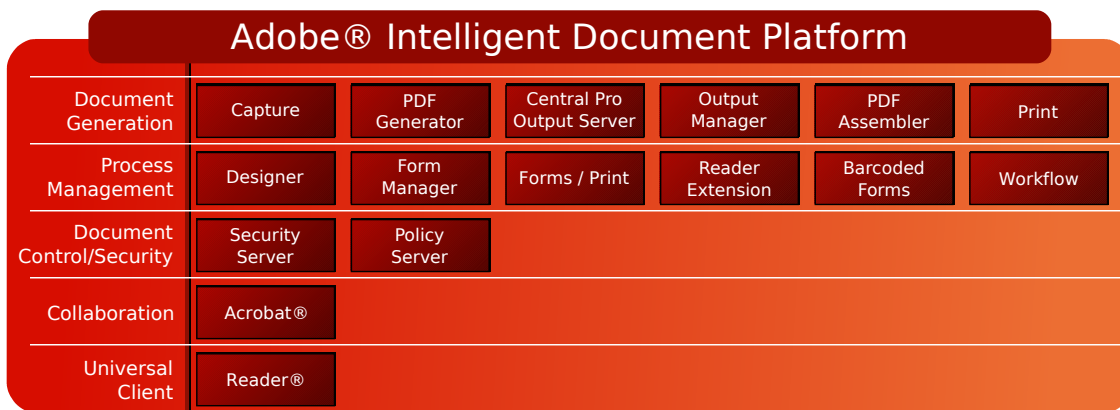 Adobe® Intelligent Document Platform
Document
Generation
Capture
PDF
Generator
Central Pro
Output Server
Output
Manager
PDF
Assembler
Print
Process
Management
Designer
Form
Manager
Forms / Print
Reader
Extension
Barcoded
Forms
Workflow
Document
Control/Security
Security
Server
Policy
Server
Collaboration
Acrobat®
Universal
Client
Reader®